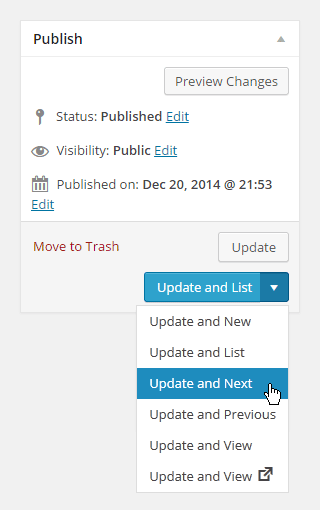 Publish
Preview Changes
Status: Published Edit
Visibility: Public Edit
Published on: Dec 20, 2014 @ 21:53
Edit
Move to Trash Update
Update and List
Update and New
Update and List
Update and Next
Update and Previous
Update and View
Update and View